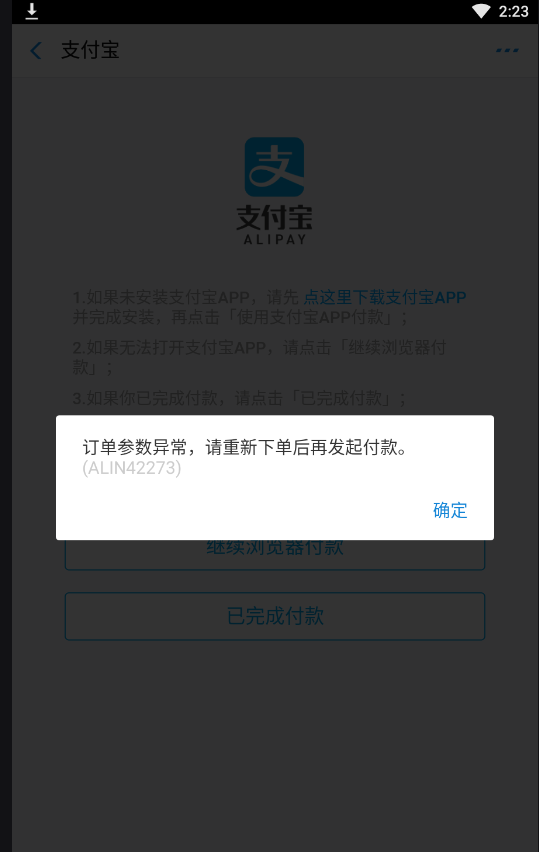 2:23
支付宝
支
支付宝
ALIPAY
1.如果未安装支付宝APP，请先 点这里下载支付宝APP
并完成安装，再点击「使用支付宝APP付款」；
2.如果无法打开支付宝APP，请点击「继续浏览器付
款」；
3.如果你已完成付款，请点击「已完成付款」；
订单参数异常，请重新下单后再发起付款。
(ALIN42273)
确定
继续浏览器付款
已完成付款